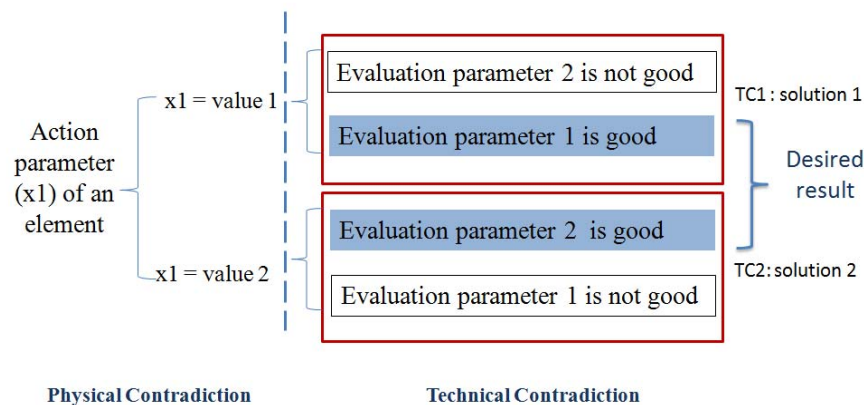 Action
parameter
(x1) of an
element
x1 = value 1
x1 = value 2
Evaluation parameter 2 is not good
Evaluation parameter 1 is good
Evaluation parameter 2 is good
Evaluation parameter 1 is not good
TC1 : solution 1
Desired
result
TC2: solution 2
Physical Contradiction
Technical Contradiction